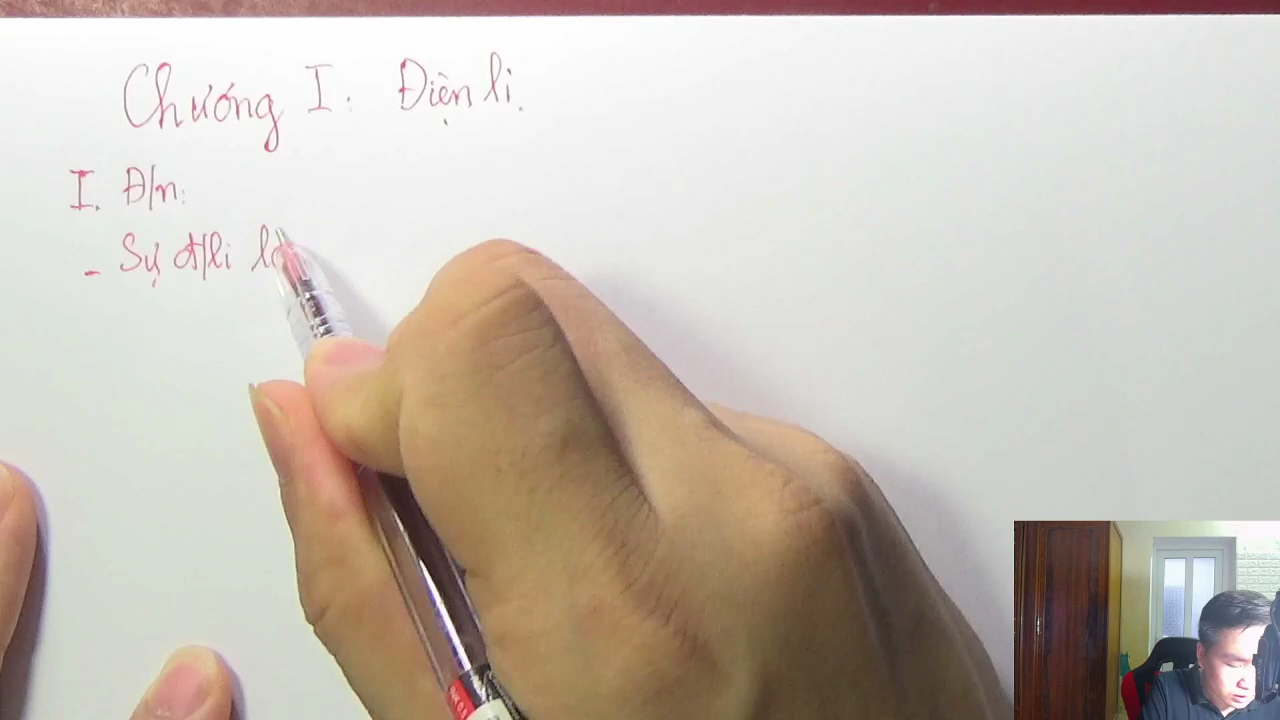 Chương I: Điện li.
I. Đ/n:
- Sự đ/li là